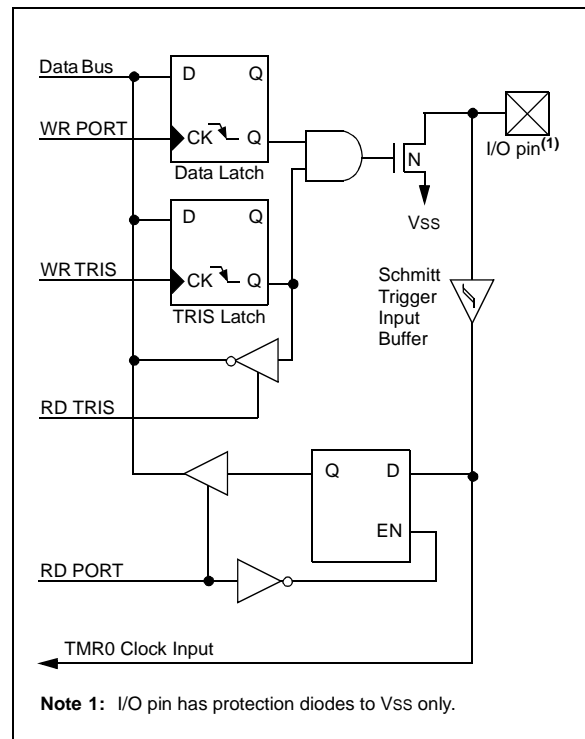 Data Bus
D Q
WR PORT
CK Q
Data Latch
I/O pin(1)
N
VSS
D Q
WR TRIS
CK Q
TRIS Latch
Schmitt
Trigger
Input
Buffer
RD TRIS
Q D
EN
RD PORT
TMR0 Clock Input
Note 1: I/O pin has protection diodes to VSS only.